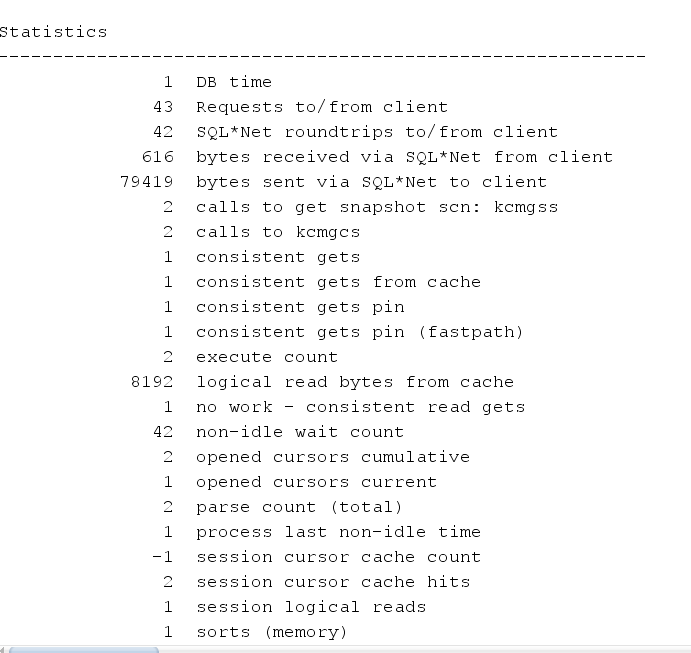 Statistics
-----------------------------------------------------------
1 DB time
43 Requests to/from client
42 SQL*Net roundtrips to/from client
616 bytes received via SQL*Net from client
79419 bytes sent via SQL*Net to client
2 calls to get snapshot scn: kcmgss
2 calls to kcmgcs
1 consistent gets
1 consistent gets from cache
1 consistent gets pin
1 consistent gets pin (fastpath)
2 execute count
8192 logical read bytes from cache
1 no work - consistent read gets
42 non-idle wait count
2 opened cursors cumulative
1 opened cursors current
2 parse count (total)
1 process last non-idle time
-1 session cursor cache count
2 session cursor cache hits
1 session logical reads
1 sorts (memory)